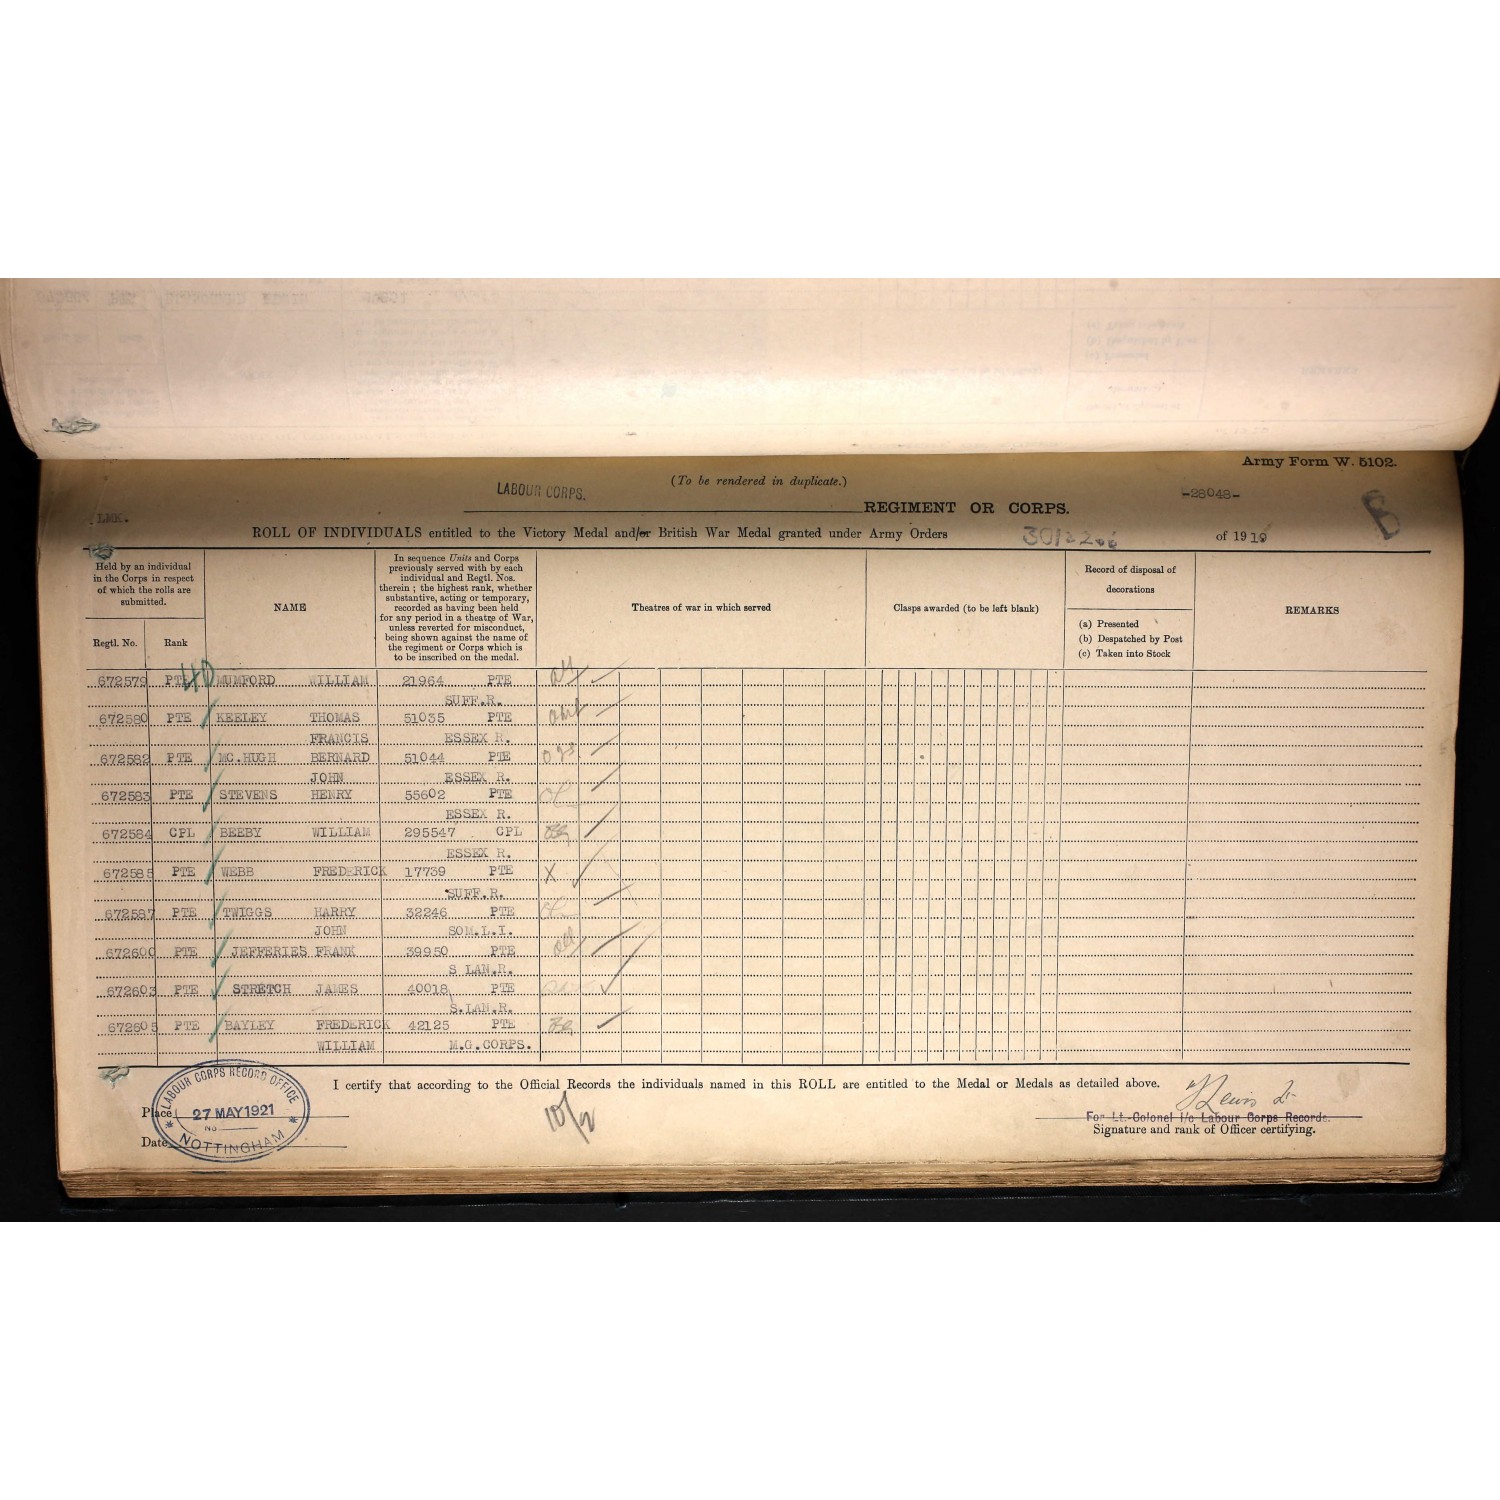 Army Form W. 5102.
(To be rendered in duplicate.)
LABOUR CORPS.
-28048-
REGIMENT OR CORPS.
LMK.
B
ROLL OF INDIVIDUALS entitled to the Victory Medal and/or British War Medal granted under Army Orders 301 & 266 of 1919
Held by an individual in the Corps in respect of which the rolls are submitted.
Regtl. No.
Rank
NAME
In sequence Units and Corps previously served with by each individual and Regtl. Nos. therein ; the highest rank, whether substantive, acting or temporary, recorded as having been held for any period in a theatre of War, unless reverted for misconduct, being shown against the name of the regiment or Corps which is to be inscribed on the medal.
Theatres of war in which served
Clasps awarded (to be left blank)
Record of disposal of decorations
(a) Presented
(b) Despatched by Post
(c) Taken into Stock
REMARKS
672579 PTE MUMFORD WILLIAM 21964 PTE
SUFF.R.
672580 PTE KEELEY THOMAS 51035 PTE
FRANCIS ESSEX R.
672582 PTE MC.HUGH BERNARD 51044 PTE
JOHN ESSEX R.
672583 PTE STEVENS HENRY 55602 PTE
ESSEX R.
672584 CPL BEEBY WILLIAM 295547 CPL
ESSEX R.
672585 PTE WEBB FREDERICK 17739 PTE X
SUFF.R.
672587 PTE TWIGGS HARRY 32246 PTE
JOHN SOM.L.I.
672600 PTE JEFFERIES FRANK 39950 PTE
S LAN.R.
672603 PTE STRETCH JAMES 40018 PTE
S.LAN.R.
672605 PTE BAYLEY FREDERICK 42125 PTE
WILLIAM M.G.CORPS.
I certify that according to the Official Records the individuals named in this ROLL are entitled to the Medal or Medals as detailed above.
LABOUR CORPS RECORD OFFICE
Place
27 MAY 1921
No
Date
NOTTINGHAM
10/2
Lewis Lt
For Lt.-Colonel i/c Labour Corps Records.
Signature and rank of Officer certifying.